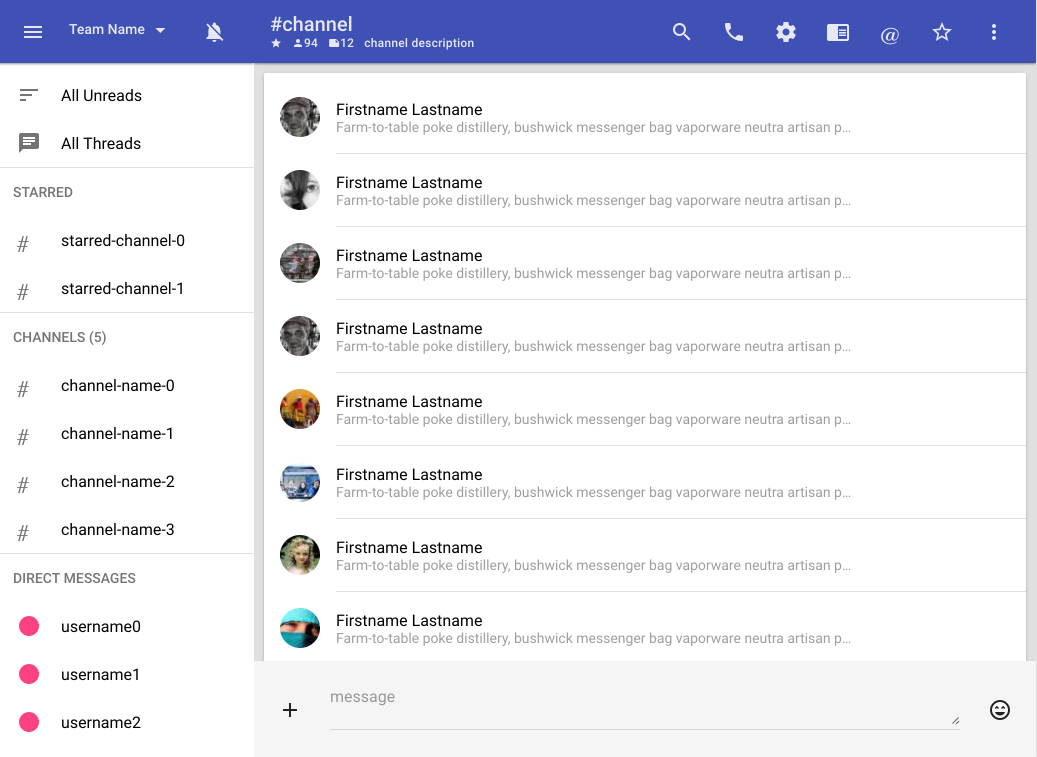 Team Name
#channel
94 12 channel description
@
All Unreads
All Threads
STARRED
# starred-channel-0
# starred-channel-1
CHANNELS (5)
# channel-name-0
# channel-name-1
# channel-name-2
# channel-name-3
DIRECT MESSAGES
username0
username1
username2
Firstname Lastname
Farm-to-table poke distillery, bushwick messenger bag vaporware neutra artisan p...
Firstname Lastname
Farm-to-table poke distillery, bushwick messenger bag vaporware neutra artisan p...
Firstname Lastname
Farm-to-table poke distillery, bushwick messenger bag vaporware neutra artisan p...
Firstname Lastname
Farm-to-table poke distillery, bushwick messenger bag vaporware neutra artisan p...
Firstname Lastname
Farm-to-table poke distillery, bushwick messenger bag vaporware neutra artisan p...
Firstname Lastname
Farm-to-table poke distillery, bushwick messenger bag vaporware neutra artisan p...
Firstname Lastname
Farm-to-table poke distillery, bushwick messenger bag vaporware neutra artisan p...
Firstname Lastname
Farm-to-table poke distillery, bushwick messenger bag vaporware neutra artisan p...
message